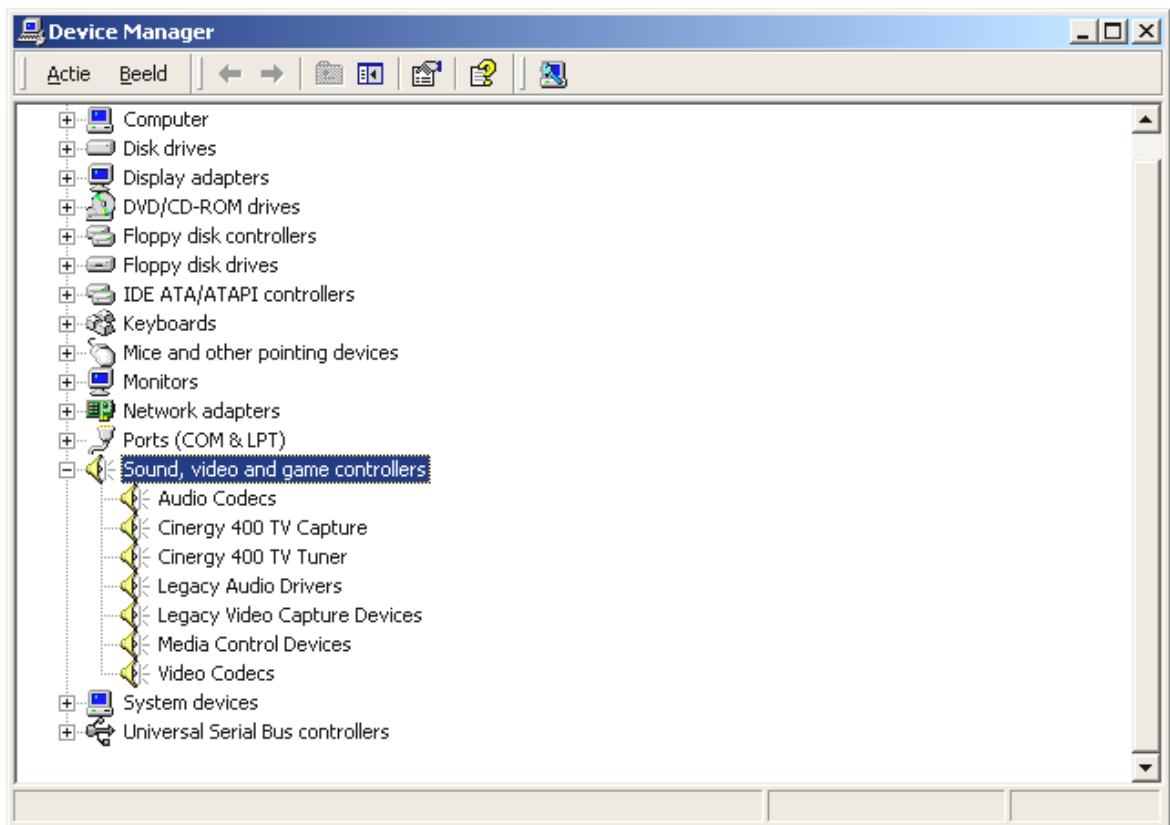 Device Manager
Actie Beeld
Computer
Disk drives
Display adapters
DVD/CD-ROM drives
Floppy disk controllers
Floppy disk drives
IDE ATA/ATAPI controllers
Keyboards
Mice and other pointing devices
Monitors
Network adapters
Ports (COM & LPT)
Sound, video and game controllers
Audio Codecs
Cinergy 400 TV Capture
Cinergy 400 TV Tuner
Legacy Audio Drivers
Legacy Video Capture Devices
Media Control Devices
Video Codecs
System devices
Universal Serial Bus controllers